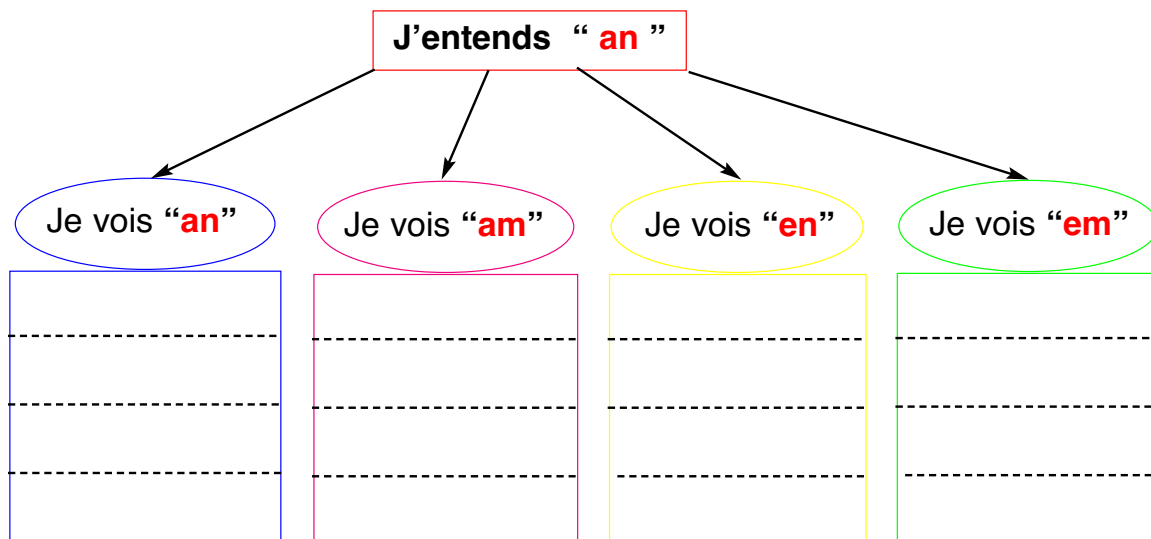 J'entends “ an ”
Je vois “an”
Je vois “am”
Je vois “en”
Je vois “em”